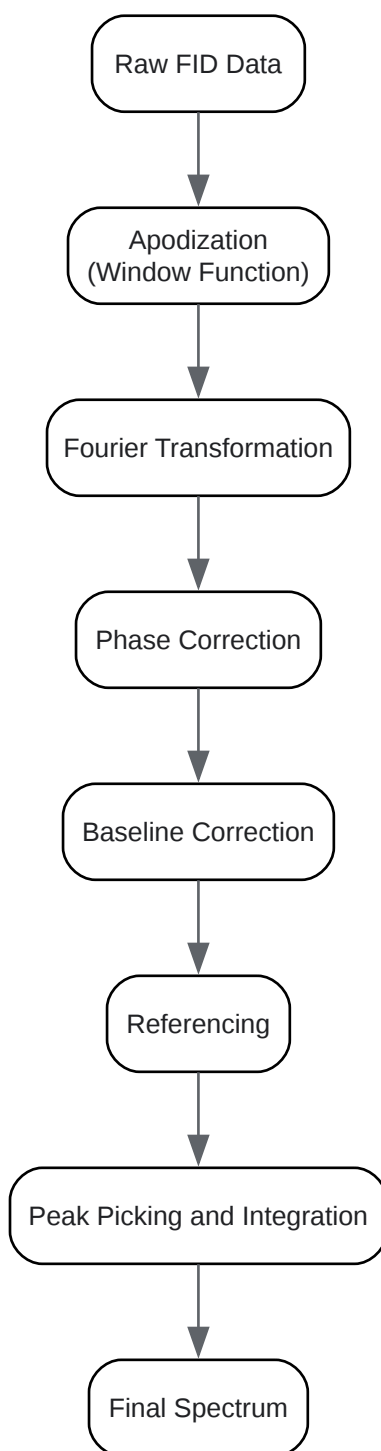 Raw FID Data
Apodization
(Window Function)
Fourier Transformation
Phase Correction
Baseline Correction
Referencing
Peak Picking and Integration
Final Spectrum